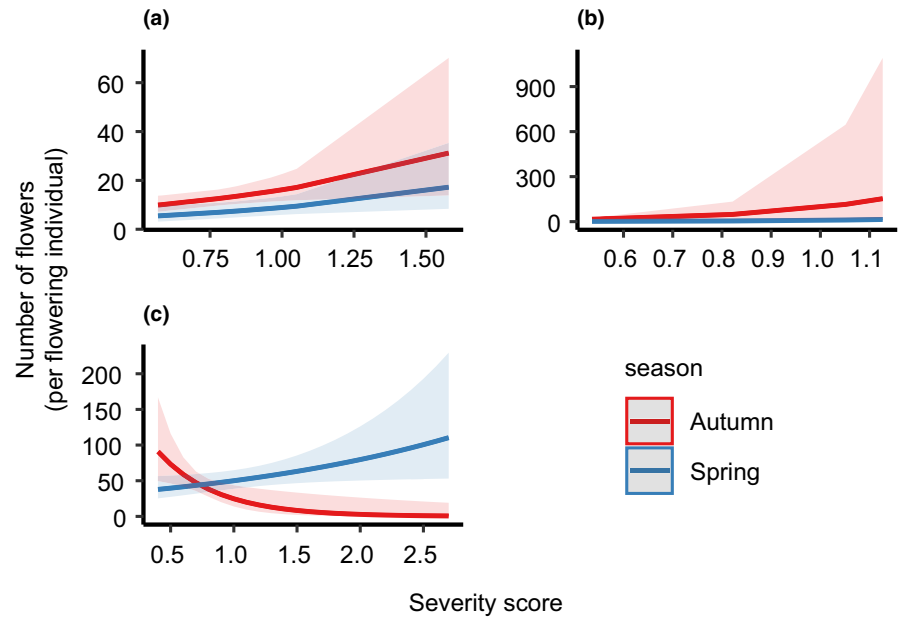 (a)
60
40
20
0
0.75 1.00 1.25 1.50
(b)
900
600
300
0
0.6 0.7 0.8 0.9 1.0 1.1
(c)
200
150
100
50
0
0.5 1.0 1.5 2.0 2.5
Number of flowers
(per flowering individual)
Severity score
season
Autumn
Spring